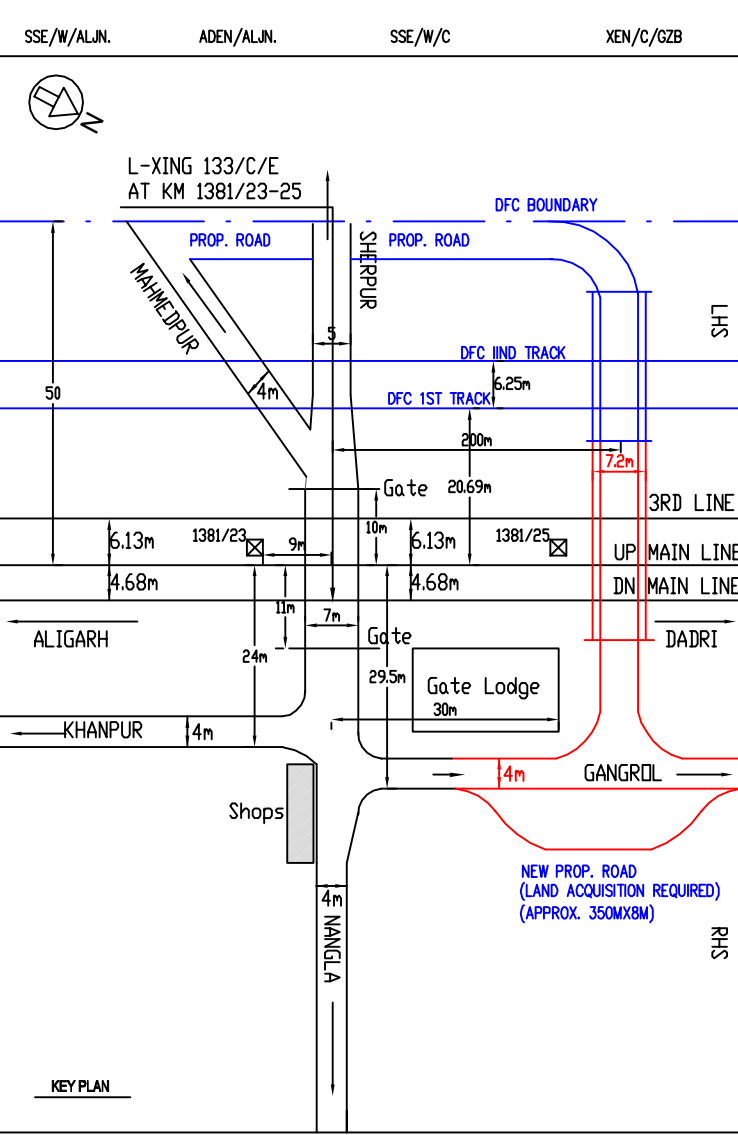 SSE/W/ALJN. ADEN/ALJN. SSE/W/C XEN/C/GZB
N
L-XING 133/C/E
AT KM 1381/23-25
DFC BOUNDARY
PROP. ROAD
SHERPUR
PROP. ROAD
MAHMEDPUR
LHS
5
DFC IIND TRACK
50
4m
6.25m
DFC 1ST TRACK
200m
7.2m
Gate
20.69m
3RD LINE
10m
6.13m
1381/23
9m
6.13m
1381/25
UP MAIN LINE
4.68m
4.68m
DN MAIN LINE
11m
7m
ALIGARH
Gate
DADRI
24m
29.5m
Gate Lodge
30m
KHANPUR
4m
4m
GANGROL
Shops
NEW PROP. ROAD
(LAND ACQUISITION REQUIRED)
(APPROX. 350MX8M)
4m
NANGLA
RHS
KEY PLAN